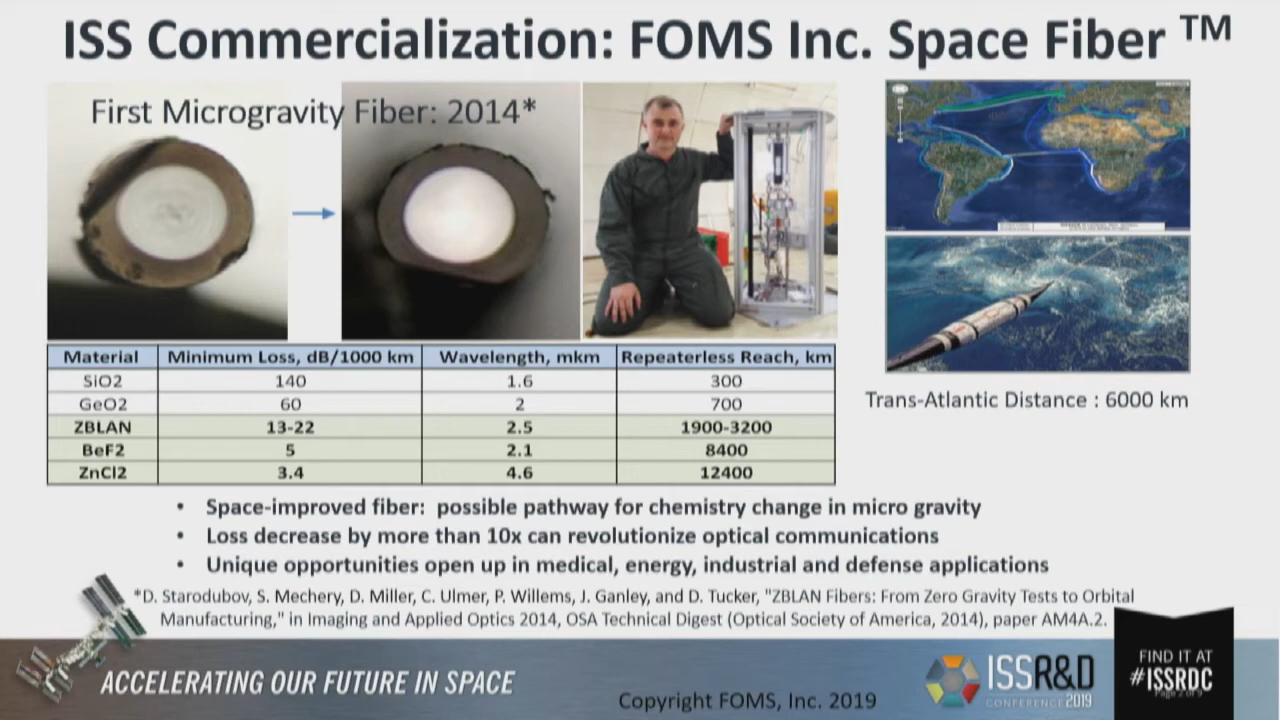 ISS Commercialization: FOMS Inc. Space Fiber ™
First Microgravity Fiber: 2014*
Material Minimum Loss, dB/1000 km Wavelength, mkm Repeaterless Reach, km
SiO2 140 1.6 300
GeO2 60 2 700
ZBLAN 13-22 2.5 1900-3200
BeF2 5 2.1 8400
ZnCl2 3.4 4.6 12400
Trans-Atlantic Distance : 6000 km
• Space-improved fiber: possible pathway for chemistry change in micro gravity
• Loss decrease by more than 10x can revolutionize optical communications
• Unique opportunities open up in medical, energy, industrial and defense applications
*D. Starodubov, S. Mechery, D. Miller, C. Ulmer, P. Willems, J. Ganley, and D. Tucker, "ZBLAN Fibers: From Zero Gravity Tests to Orbital
Manufacturing," in Imaging and Applied Optics 2014, OSA Technical Digest (Optical Society of America, 2014), paper AM4A.2.
ACCELERATING OUR FUTURE IN SPACE
Copyright FOMS, Inc. 2019
ISSR&D
CONFERENCE 2019
FIND IT AT
#ISSRDC
Page 2 of 9